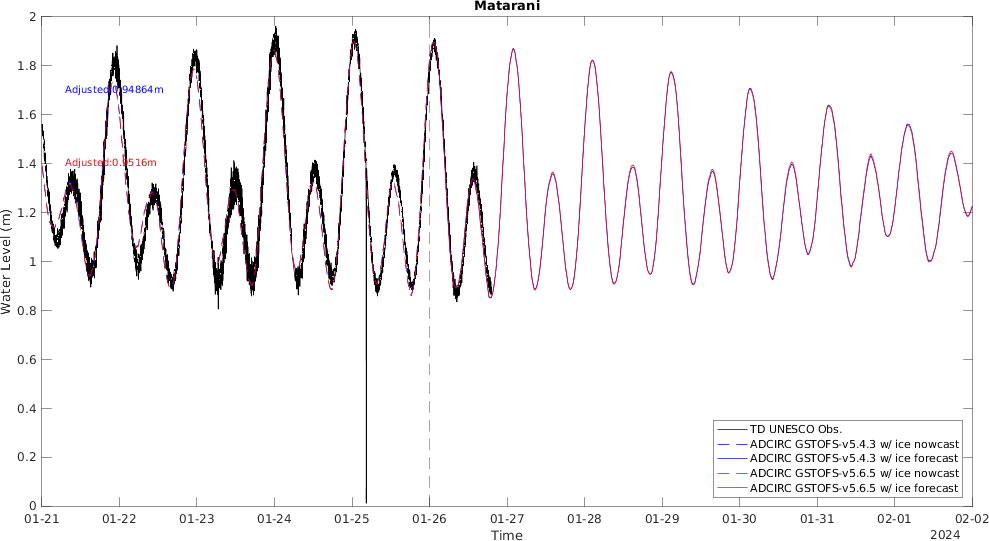 Matarani
2
1.8
1.6
1.4
1.2
1
0.8
0.6
0.4
0.2
0
Water Level (m)
Adjusted:0.94864m
Adjusted:0.9516m
TD UNESCO Obs.
ADCIRC GSTOFS-v5.4.3 w/ ice nowcast
ADCIRC GSTOFS-v5.4.3 w/ ice forecast
ADCIRC GSTOFS-v5.6.5 w/ ice nowcast
ADCIRC GSTOFS-v5.6.5 w/ ice forecast
01-21 01-22 01-23 01-24 01-25 01-26 01-27 01-28 01-29 01-30 01-31 02-01 02-02
Time
2024